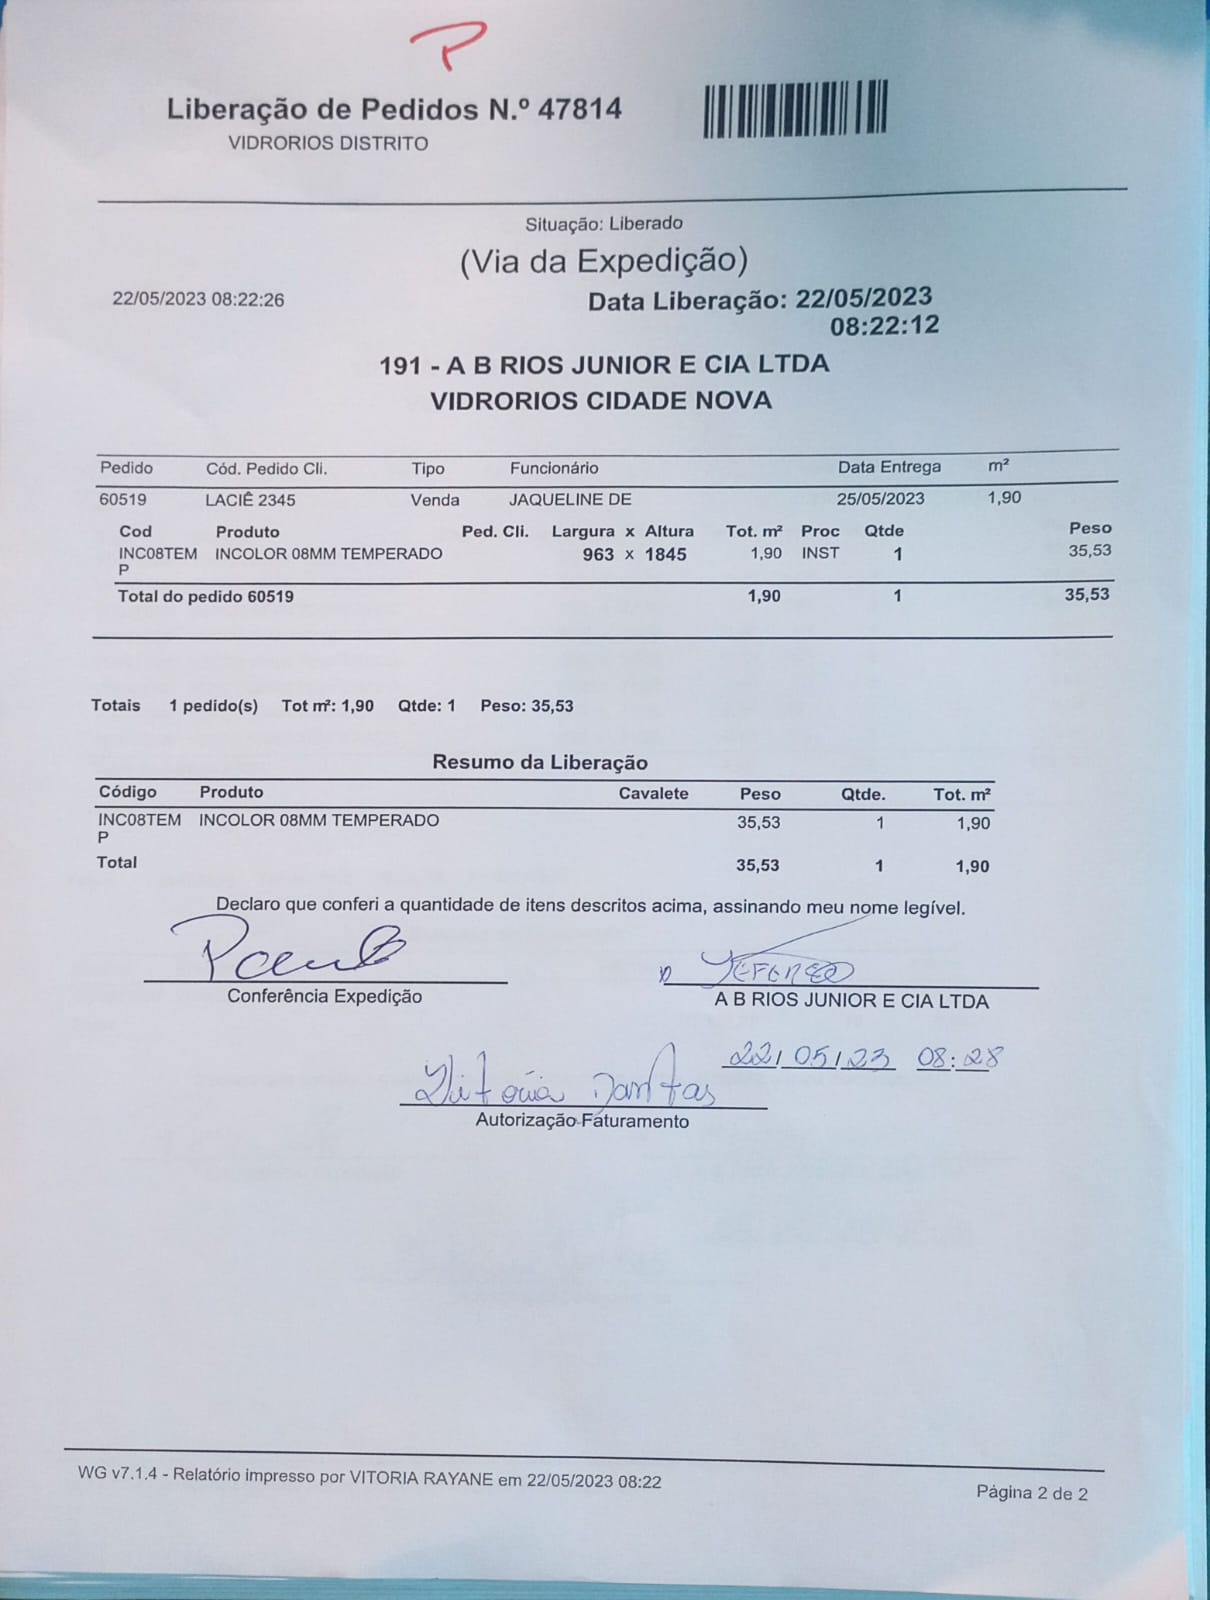 P
Liberação de Pedidos N.º 47814
VIDRORIOS DISTRITO
Situação: Liberado
(Via da Expedição)
22/05/2023 08:22:26 Data Liberação: 22/05/2023
08:22:12
191 - A B RIOS JUNIOR E CIA LTDA
VIDRORIOS CIDADE NOVA
Pedido Cód. Pedido Cli. Tipo Funcionário Data Entrega m²
60519 LACIÊ 2345 Venda JAQUELINE DE 25/05/2023 1,90
Cod Produto Ped. Cli. Largura x Altura Tot. m² Proc Qtde Peso
INC08TEM INCOLOR 08MM TEMPERADO 963 x 1845 1,90 INST 1 35,53
P
Total do pedido 60519 1,90 1 35,53
Totais 1 pedido(s) Tot m²: 1,90 Qtde: 1 Peso: 35,53
Resumo da Liberação
Código Produto Cavalete Peso Qtde. Tot. m²
INC08TEM INCOLOR 08MM TEMPERADO 35,53 1 1,90
P
Total 35,53 1 1,90
Declaro que conferi a quantidade de itens descritos acima, assinando meu nome legível.
Conferência Expedição
A B RIOS JUNIOR E CIA LTDA
22/05/23 08:28
Vitória Dantas
Autorização Faturamento
WG v7.1.4 - Relatório impresso por VITORIA RAYANE em 22/05/2023 08:22
Página 2 de 2